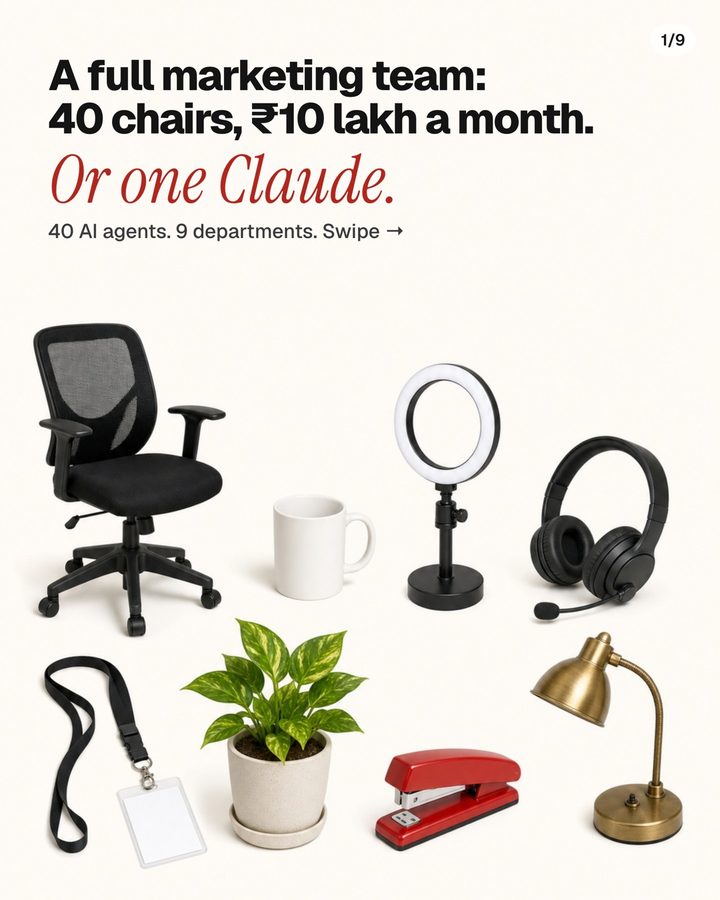 1/9
A full marketing team:
40 chairs, ₹10 lakh a month.
Or one Claude.
40 AI agents. 9 departments. Swipe →